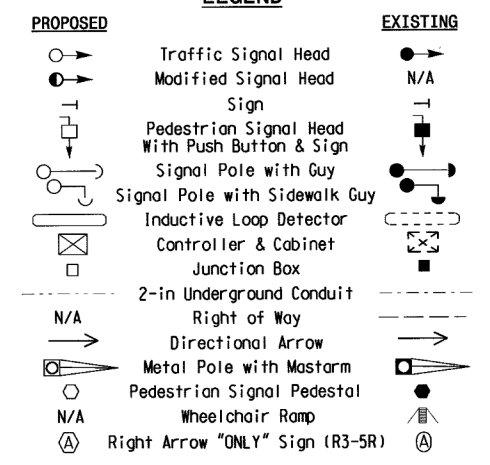 LEGEND
PROPOSED EXISTING
Traffic Signal Head
Modified Signal Head N/A
Sign
Pedestrian Signal Head
With Push Button & Sign
Signal Pole with Guy
Signal Pole with Sidewalk Guy
Inductive Loop Detector
Controller & Cabinet
Junction Box
2-in Underground Conduit
N/A Right of Way
Directional Arrow
Metal Pole with Mastarm
Pedestrian Signal Pedestal
N/A Wheelchair Ramp
A Right Arrow "ONLY" Sign (R3-5R) A